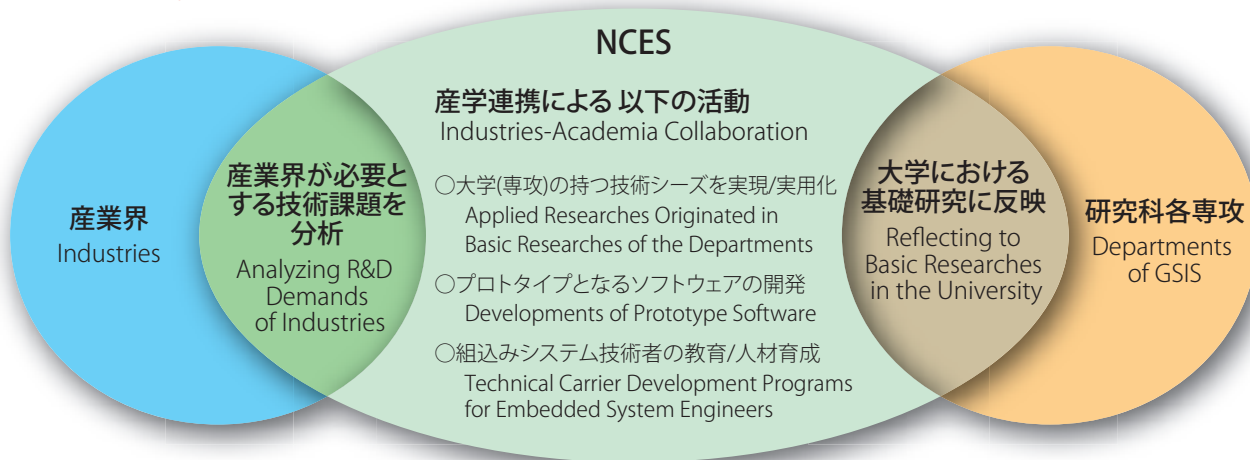 NCES
産学連携による 以下の活動
Industries-Academia Collaboration
○大学(専攻)の持つ技術シーズを実現/実用化
Applied Researches Originated in
Basic Researches of the Departments
○プロトタイプとなるソフトウェアの開発
Developments of Prototype Software
○組込みシステム技術者の教育/人材育成
Technical Carrier Development Programs
for Embedded System Engineers
産業界
Industries
産業界が必要と
する技術課題を
分析
Analyzing R&D
Demands
of Industries
大学における
基礎研究に反映
Reflecting to
Basic Researches
in the University
研究科各専攻
Departments
of GSIS